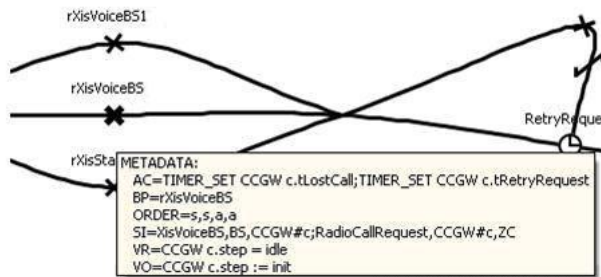 rXisVoiceBS1
rXisVoiceBS
RetryReque
rXisSta
METADATA:
AC=TIMER_SET CCGW c.tLostCall;TIMER_SET CCGW c.tRetryRequest
BP=rXisVoiceBS
ORDER=s,s,a,a
SI=XisVoiceBS,BS,CCGW#c;RadioCallRequest,CCGW#c,ZC
VR=CCGW c.step = idle
VO=CCGW c.step := init